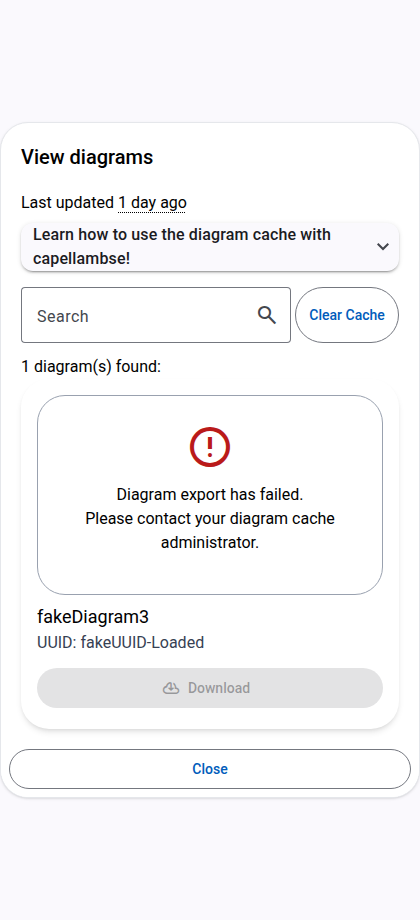 View diagrams
Last updated 1 day ago
Learn how to use the diagram cache with
capellambse!
Search
Clear Cache
1 diagram(s) found:
Diagram export has failed.
Please contact your diagram cache
administrator.
fakeDiagram3
UUID: fakeUUID-Loaded
Download
Close